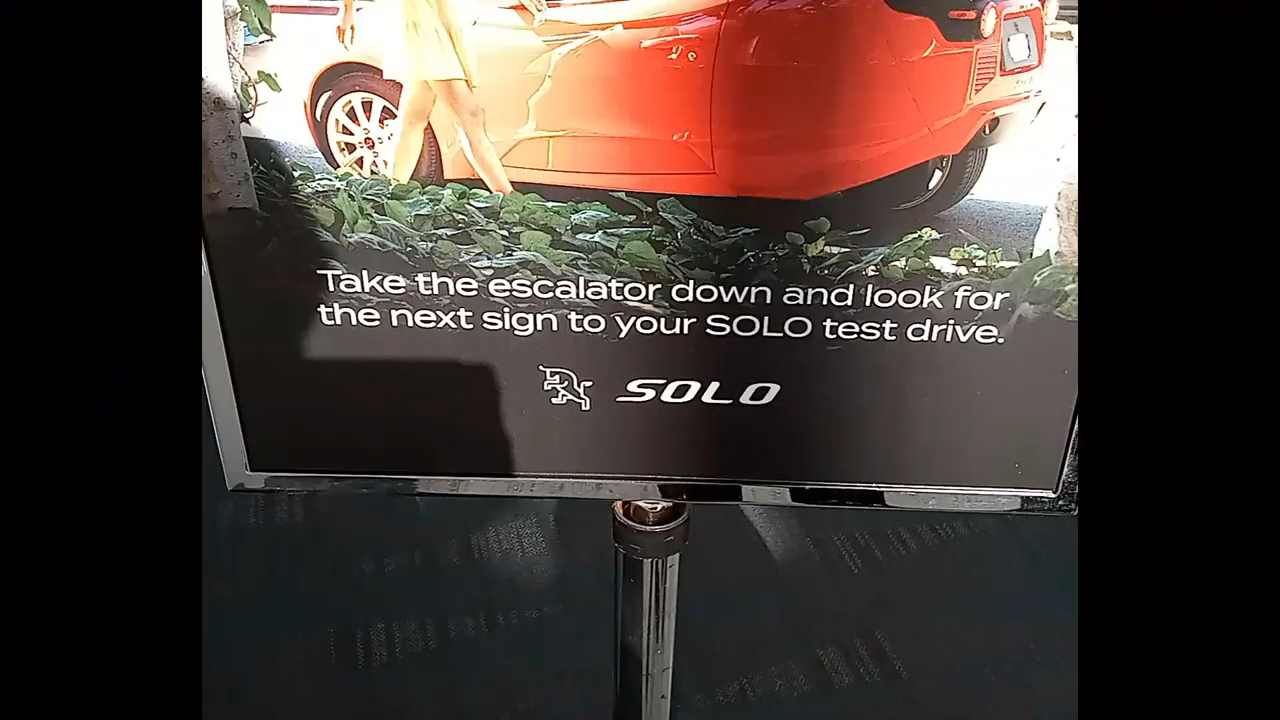 Take the escalator down and look for
the next sign to your SOLO test drive.
SOLO